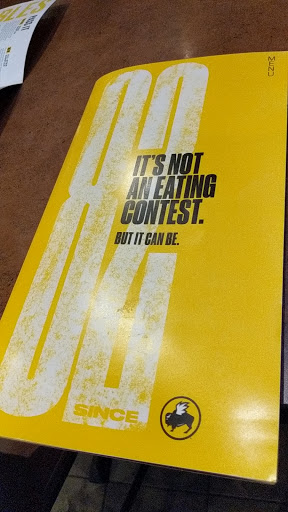 MENU
82
IT'S NOT
AN EATING
CONTEST.
BUT IT CAN BE.
SINCE